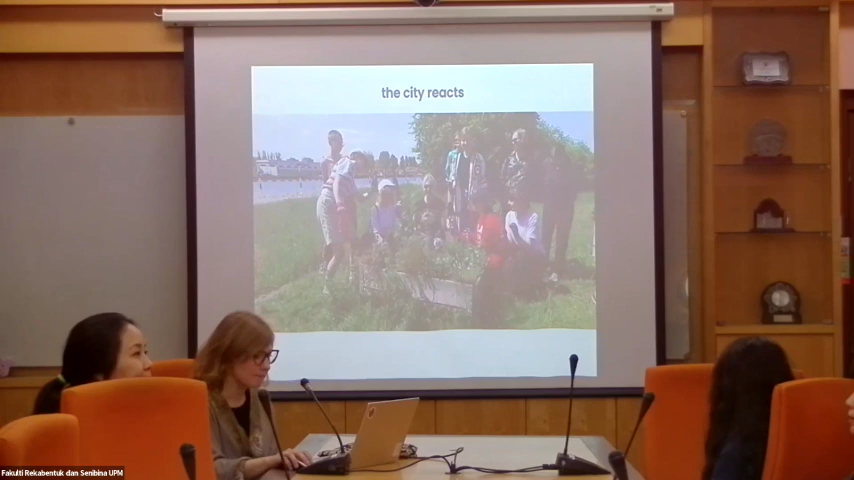 the city reacts
Fakulti Rekabentuk dan Senibina UPM